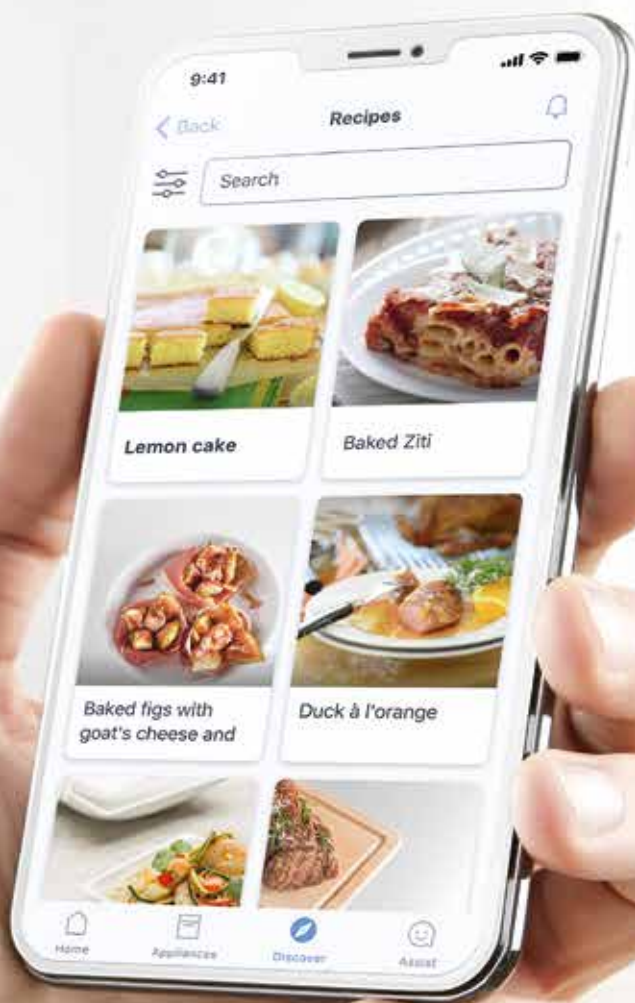 9:41
Back
Recipes
Search
Lemon cake
Baked Ziti
Baked figs with
goat's cheese and
Duck à l'orange
Home
Appliances
Discover
Assist